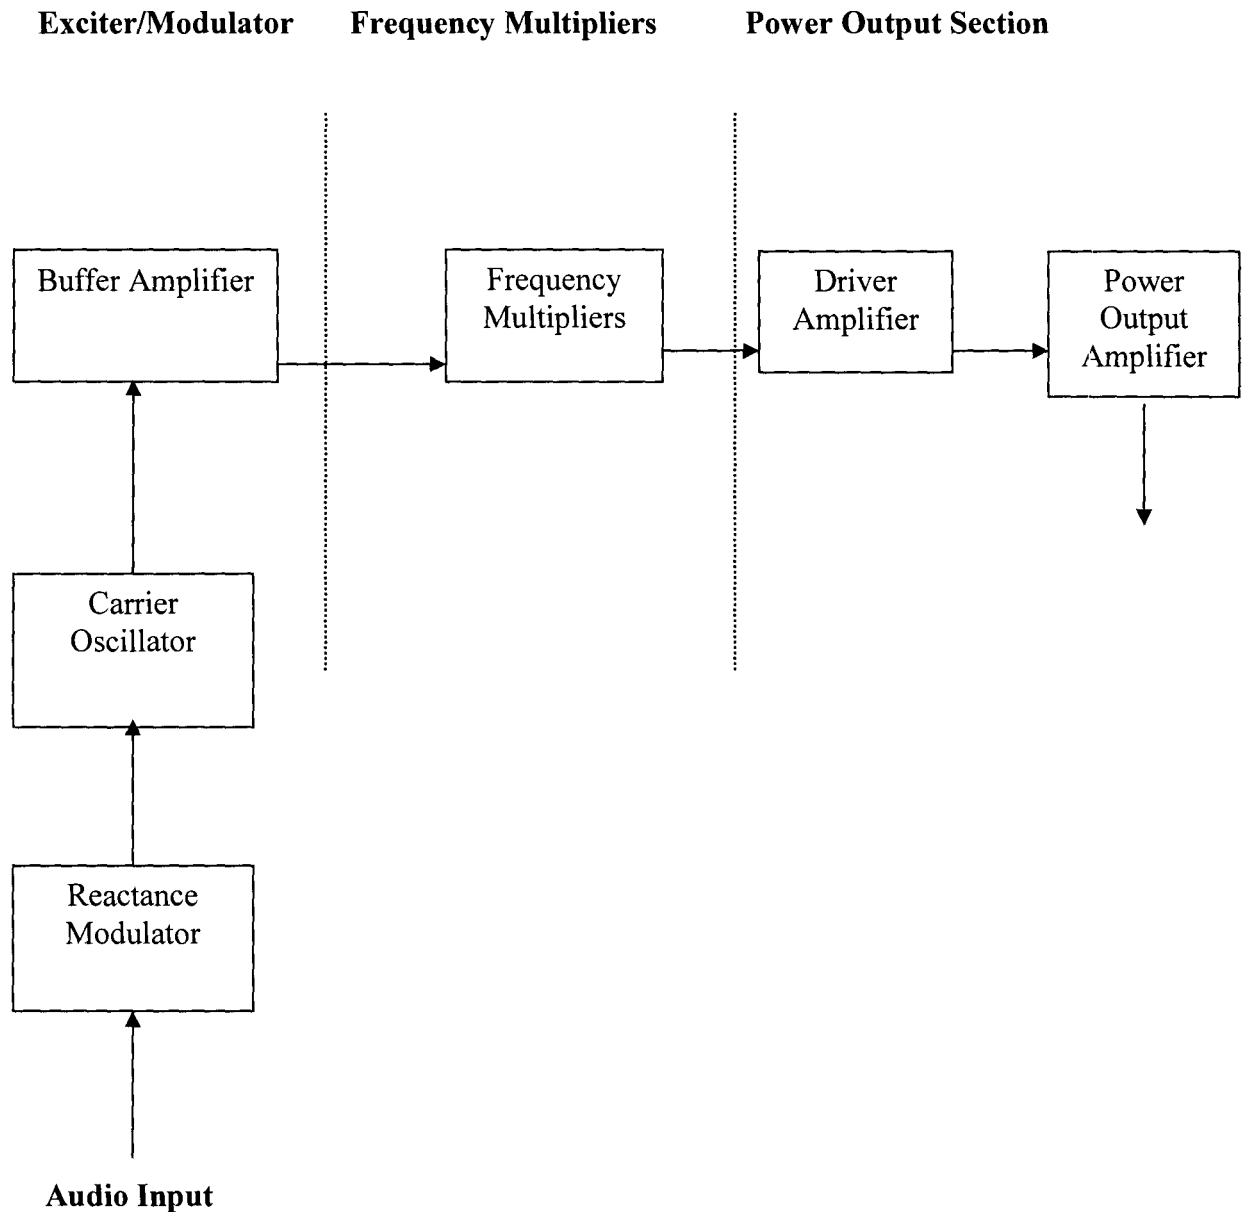 Exciter/Modulator
Frequency Multipliers
Power Output Section
Buffer Amplifier
Frequency
Multipliers
Driver
Amplifier
Power
Output
Amplifier
Carrier
Oscillator
Reactance
Modulator
Audio Input